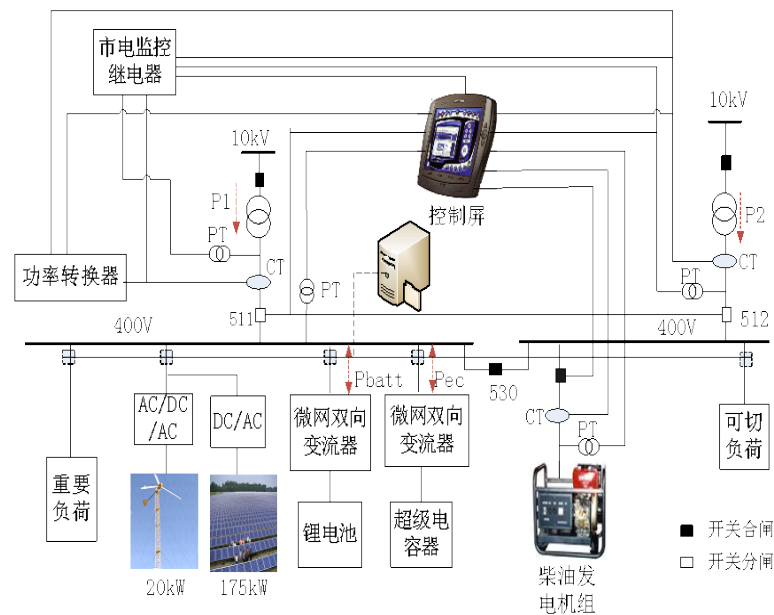 市电监控
继电器
10kV
10kV
P1
P2
PT
控制屏
CT
CT
功率转换器
PT
PT
511
512
400V
400V
Pbatt
Pec
530
AC/DC
/AC
DC/AC
微网双向
变流器
微网双向
变流器
CT
PT
可切
负荷
重要
负荷
锂电池
超级电
容器
开关合闸
开关分闸
20kW
175kW
柴油发
电机组